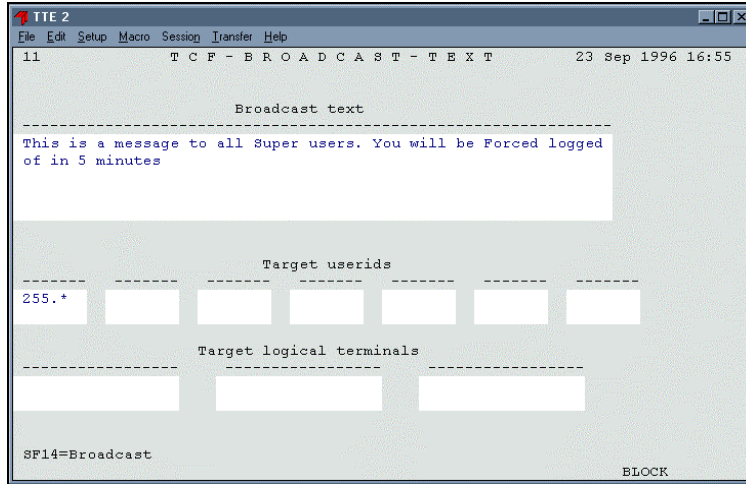 TTE 2
File Edit Setup Macro Session Transfer Help
11 T C F - B R O A D C A S T - T E X T 23 Sep 1996 16:55
Broadcast text
This is a message to all Super users. You will be Forced logged
of in 5 minutes
Target userids
255.*
Target logical terminals
SF14=Broadcast
BLOCK